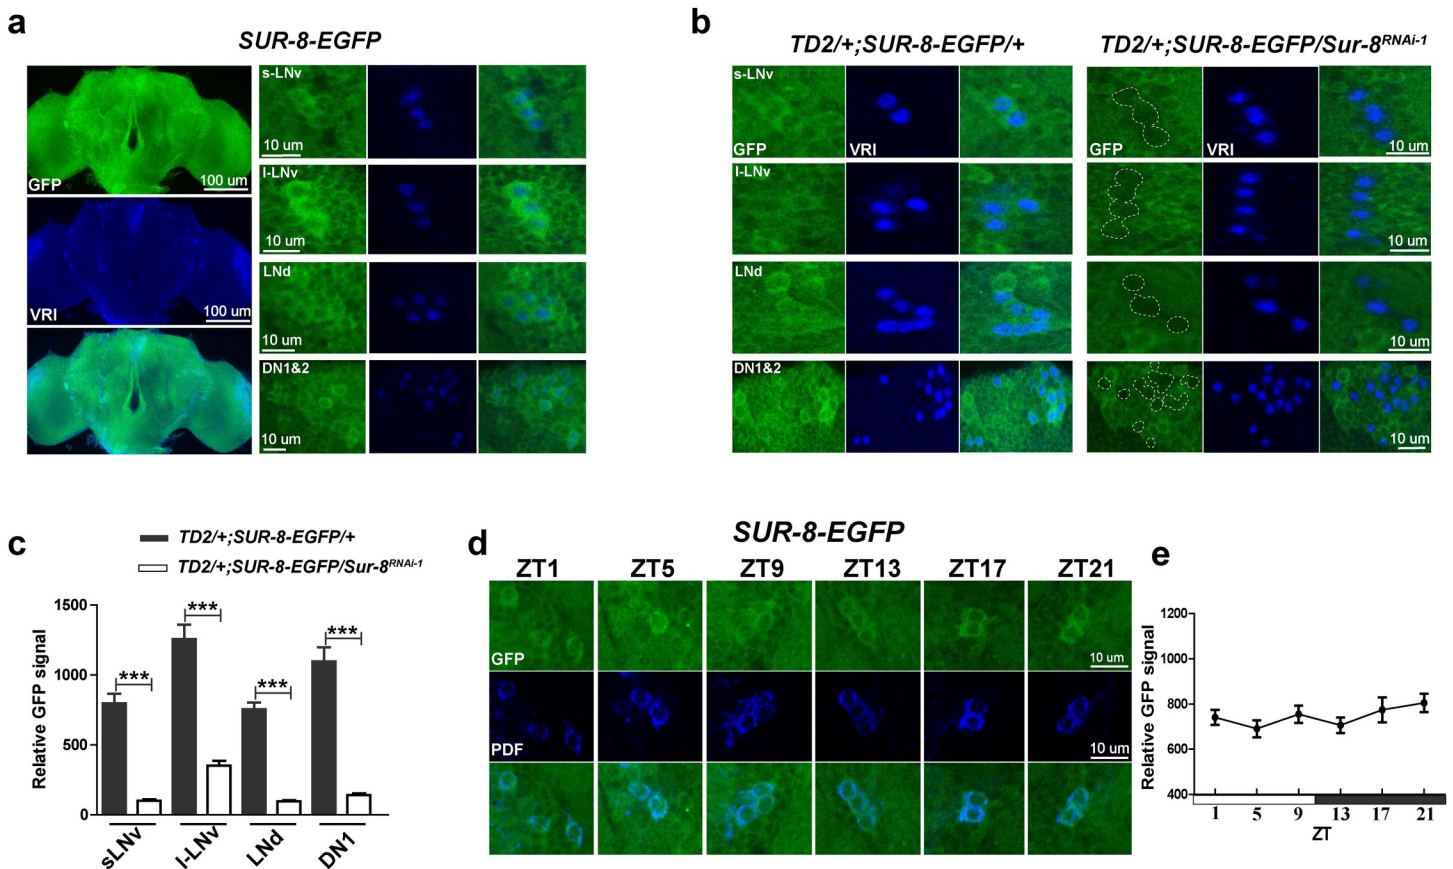 a
SUR-8-EGFP
GFP
100 um
VRI
100 um
s-LNv
10 um
l-LNv
10 um
LNd
10 um
DN1&2
10 um
b
TD2/+;SUR-8-EGFP/+
TD2/+;SUR-8-EGFP/Sur-8RNAi-1
s-LNv
GFP
VRI
GFP
VRI
10 um
l-LNv
10 um
LNd
10 um
DN1&2
10 um
c
TD2/+;SUR-8-EGFP/+
TD2/+;SUR-8-EGFP/Sur-8RNAi-1
Relative GFP signal
1500
1000
500
0
***
***
***
***
sLNv
l-LNv
LNd
DN1
d
SUR-8-EGFP
ZT1 ZT5 ZT9 ZT13 ZT17 ZT21
GFP
10 um
PDF
10 um
e
Relative GFP signal
1200
1000
800
600
400
1 5 9 13 17 21
ZT